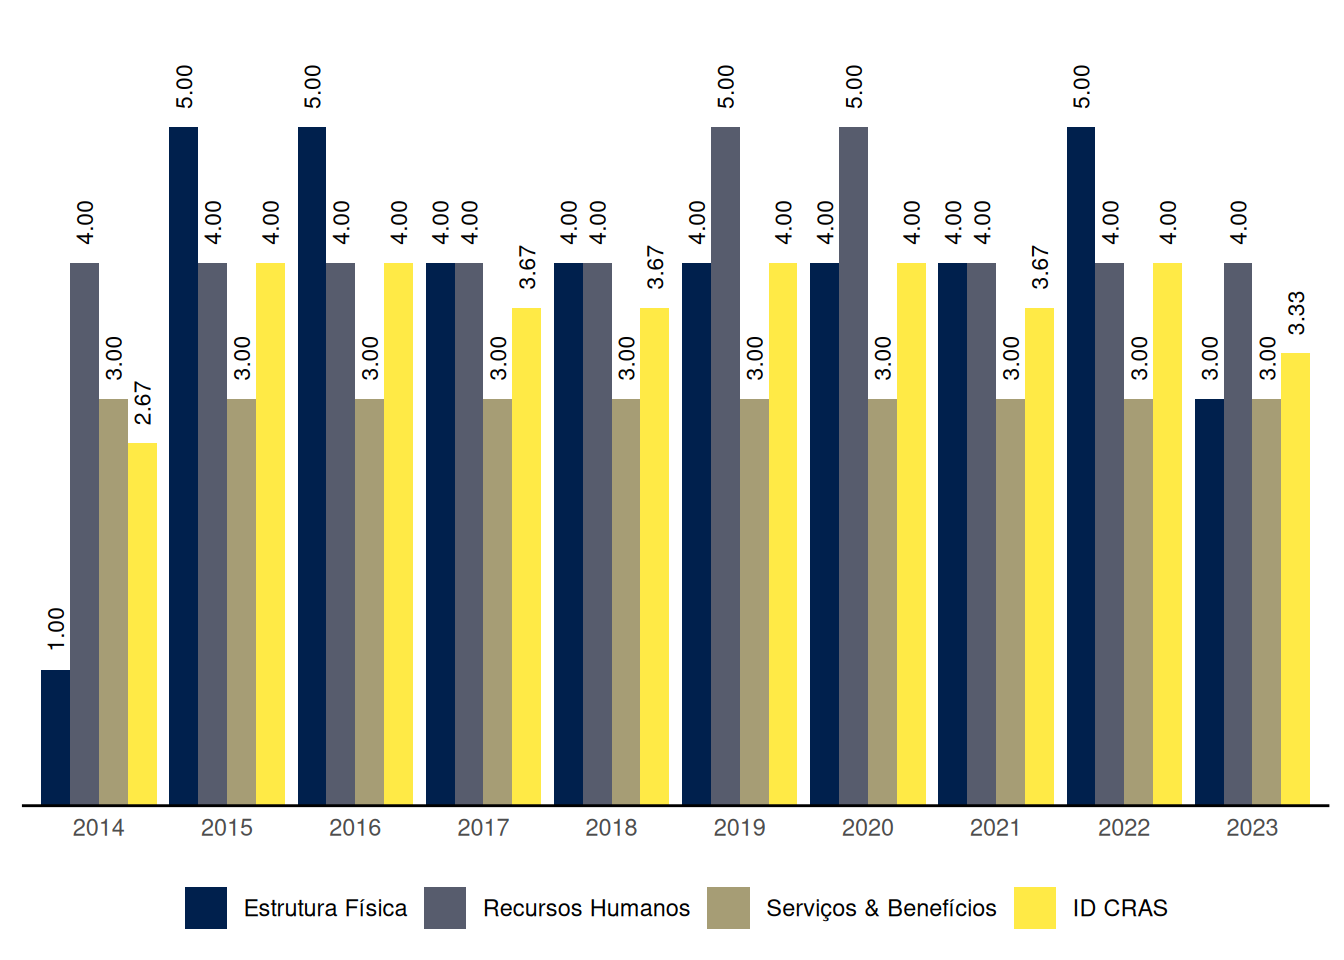 5.00 5.00 5.00 5.00 5.00
4.00 4.00 4.00 4.00 4.00 4.00 4.00 4.00 4.00 4.00 4.00 4.00 4.00 4.00 4.00 4.00 4.00 4.00
3.67 3.67 3.67
3.33
3.00 3.00 3.00 3.00 3.00 3.00 3.00 3.00 3.00 3.00 3.00
2.67
1.00
2014 2015 2016 2017 2018 2019 2020 2021 2022 2023
Estrutura Física Recursos Humanos Serviços & Benefícios ID CRAS